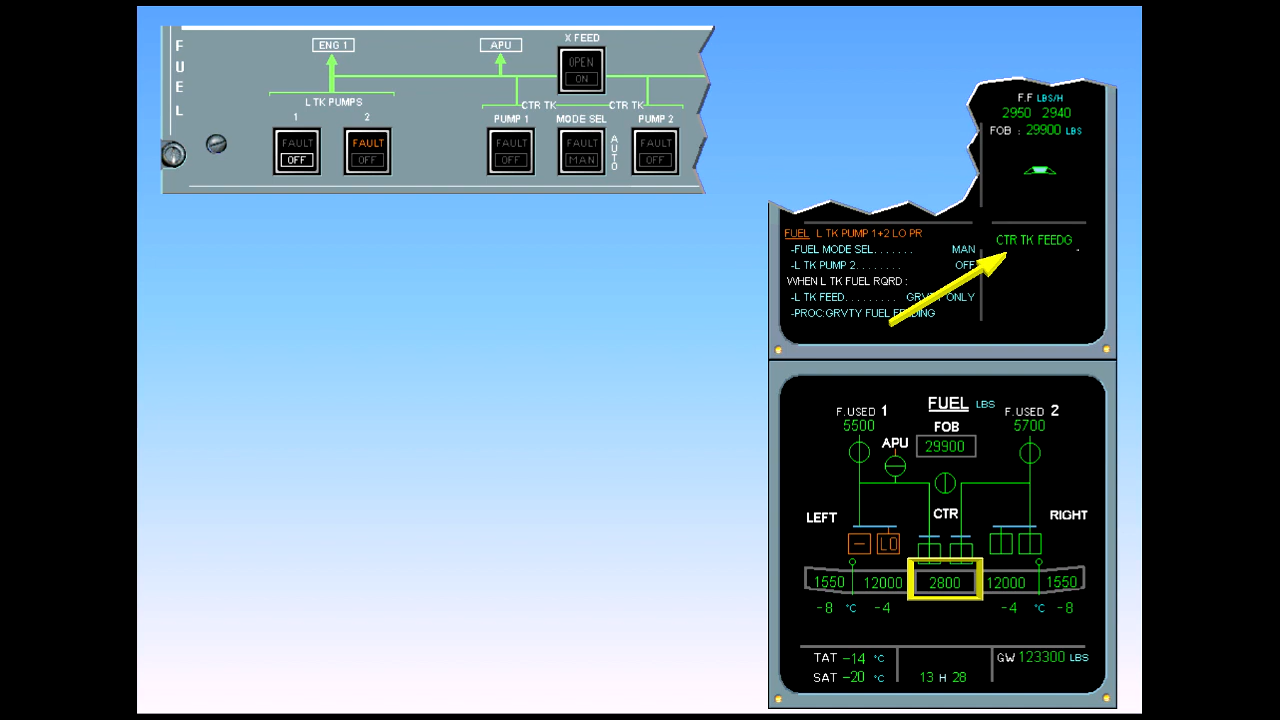 FUEL
ENG 1
APU
X FEED
OPEN
ON
L TK PUMPS
1
2
CTR TK
CTR TK
PUMP 1
MODE SEL
PUMP 2
AUTO
FAULT
OFF
FAULT
OFF
FAULT
OFF
FAULT
MAN
FAULT
OFF
F.F LBS/H
2950 2940
FOB : 29900 LBS
FUEL L TK PUMP 1+2 LO PR
-FUEL MODE SEL....... MAN
-L TK PUMP 2........ OFF
WHEN L TK FUEL RQRD :
-L TK FEED......... GRVTY ONLY
-PROC:GRVTY FUEL FEEDING
CTR TK FEEDG
FUEL LBS
F.USED 1
5500
F.USED 2
5700
FOB
29900
APU
LEFT
CTR
RIGHT
LO
1550 12000 2800 12000 1550
-8 °C -4
-4 °C -8
TAT -14 °C
SAT -20 °C
13 H 28
GW 123300 LBS